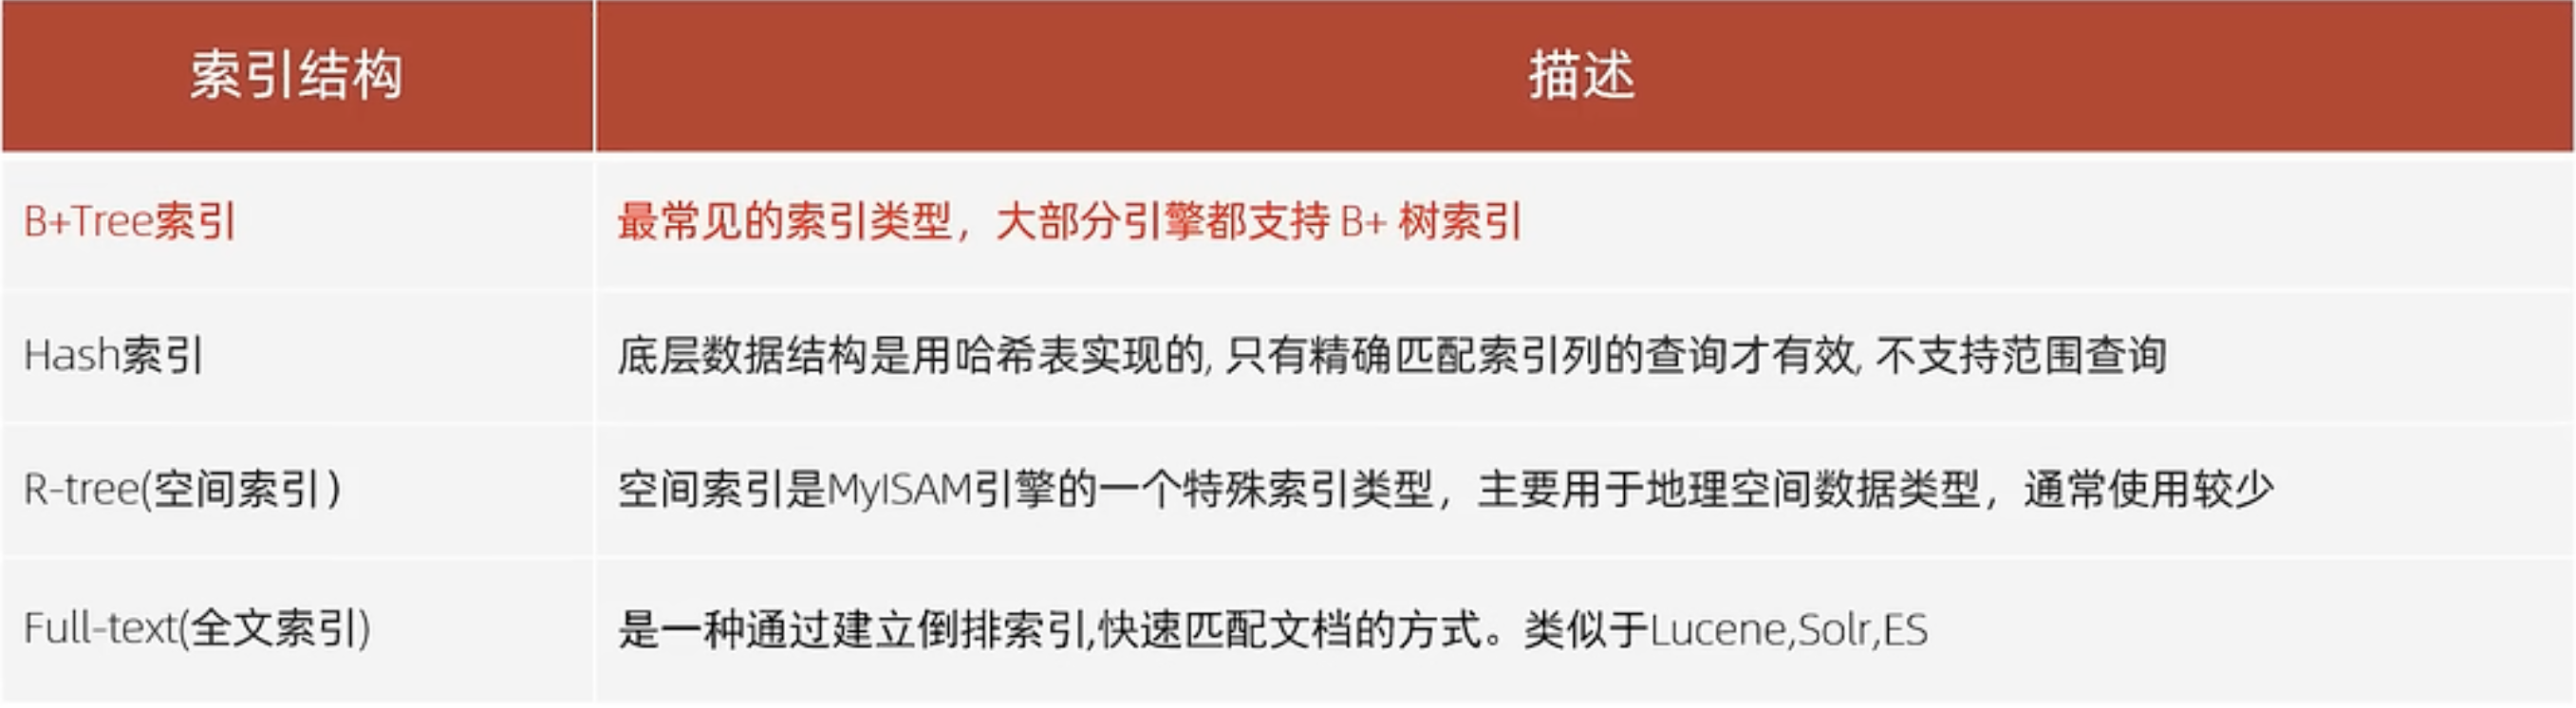 索引结构 描述
B+Tree索引 最常见的索引类型，大部分引擎都支持 B+ 树索引
Hash索引 底层数据结构是用哈希表实现的, 只有精确匹配索引列的查询才有效, 不支持范围查询
R-tree(空间索引） 空间索引是MyISAM引擎的一个特殊索引类型，主要用于地理空间数据类型，通常使用较少
Full-text(全文索引) 是一种通过建立倒排索引,快速匹配文档的方式。类似于Lucene,Solr,ES